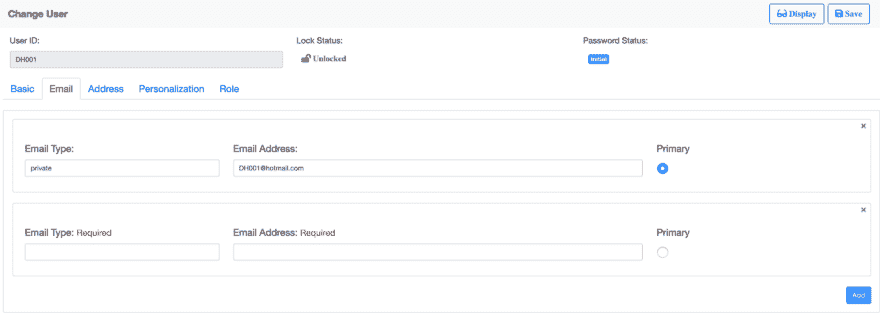 Change User
Display
Save
User ID:
Lock Status:
Password Status:
DH001
Unlocked
Initial
Basic
Email
Address
Personalization
Role
Email Type:
Email Address:
Primary
private
DH001@hotmail.com
Email Type: Required
Email Address: Required
Primary
Add